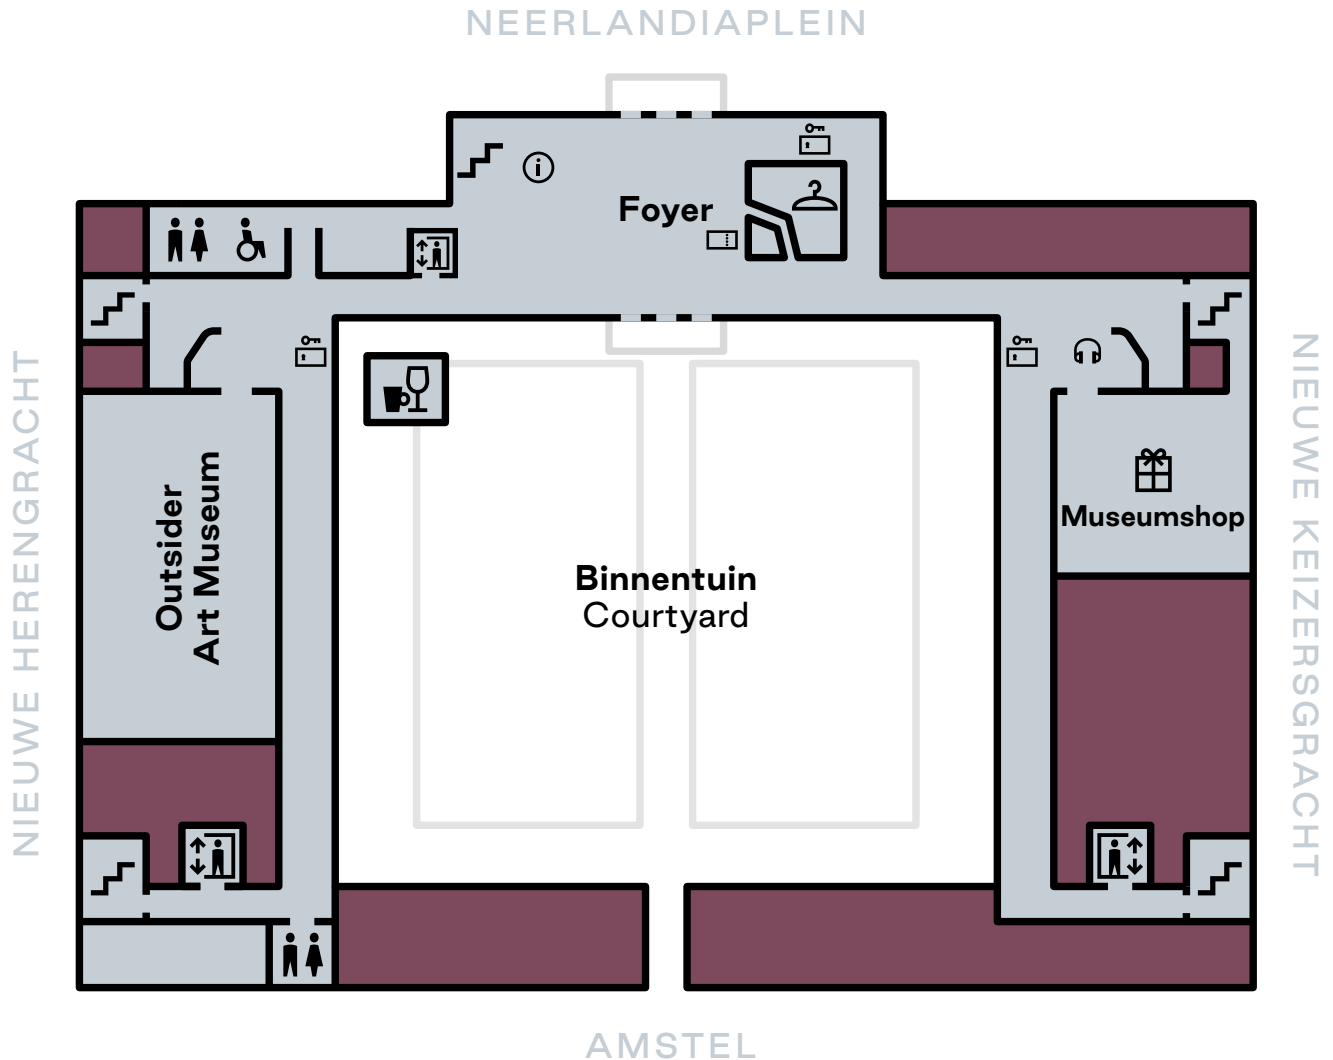 NEERLANDIAPLEIN
Foyer
NIEUWE HERENGRACHT
Outsider
Art Museum
Binnentuin
Courtyard
Museumshop
NIEUWE KEIZERSGRACHT
AMSTEL